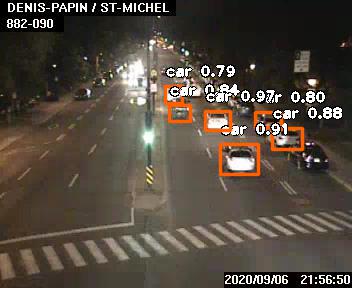 DENIS-PAPIN / ST-MICHEL
882-090
car 0.79
car 0.84
car 0.97
0.80
car 0.88
car 0.91
2020/09/06 21:56:50